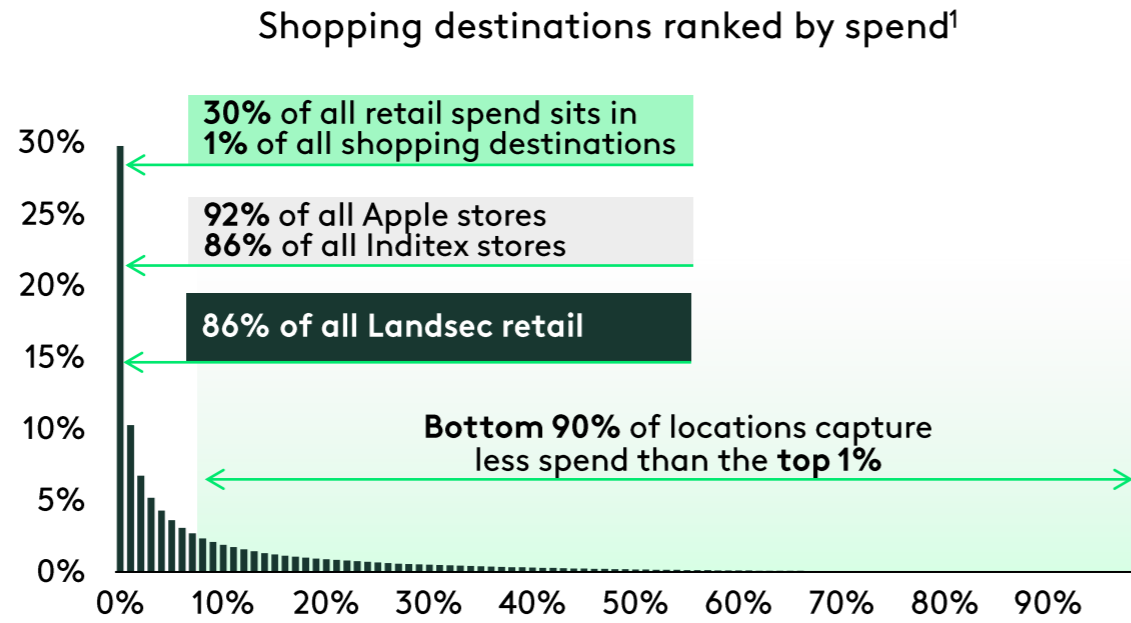 Shopping destinations ranked by spend¹
30% of all retail spend sits in
1% of all shopping destinations
92% of all Apple stores
86% of all Inditex stores
86% of all Landsec retail
Bottom 90% of locations capture
less spend than the top 1%
30%
25%
20%
15%
10%
5%
0%
0% 10% 20% 30% 40% 50% 60% 70% 80% 90%